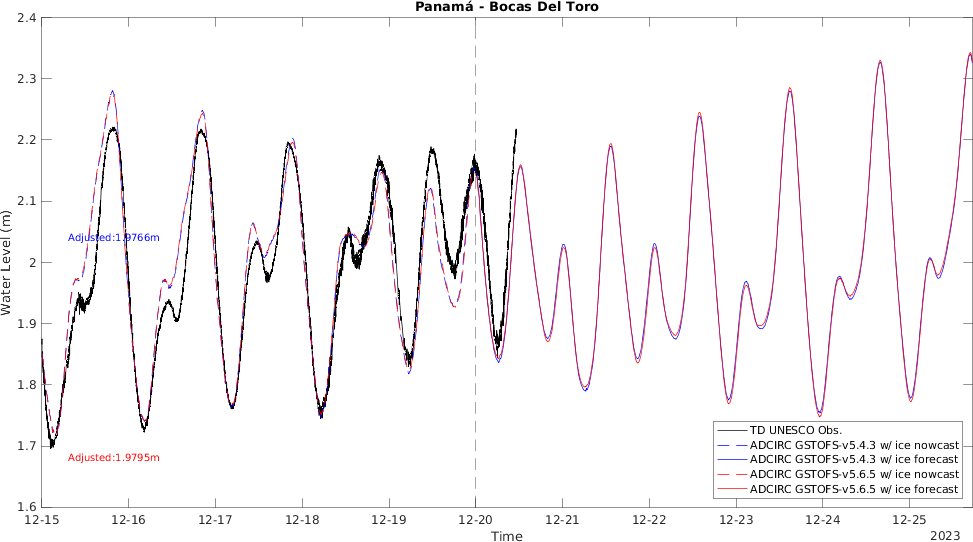 Panamá - Bocas Del Toro
2.4
2.3
2.2
2.1
2
1.9
1.8
1.7
1.6
Water Level (m)
Adjusted:1.9766m
Adjusted:1.9795m
TD UNESCO Obs.
ADCIRC GSTOFS-v5.4.3 w/ ice nowcast
ADCIRC GSTOFS-v5.4.3 w/ ice forecast
ADCIRC GSTOFS-v5.6.5 w/ ice nowcast
ADCIRC GSTOFS-v5.6.5 w/ ice forecast
12-15 12-16 12-17 12-18 12-19 12-20 12-21 12-22 12-23 12-24 12-25
Time
2023